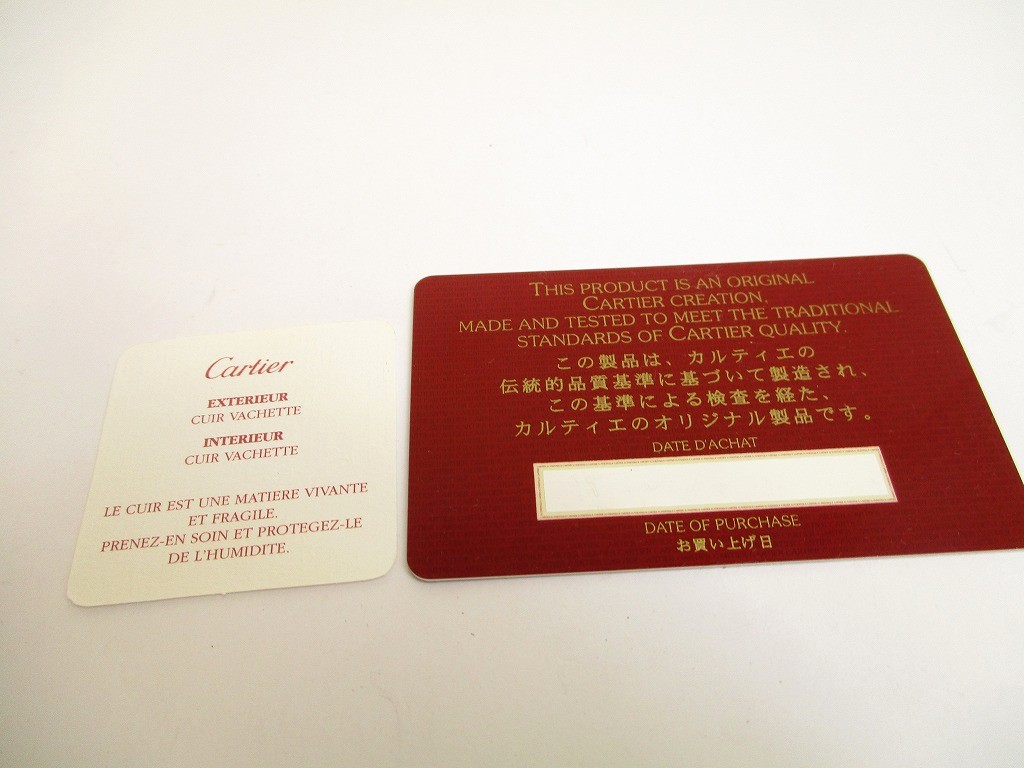 Cartier
EXTERIEUR
CUIR VACHETTE
INTERIEUR
CUIR VACHETTE
LE CUIR EST UNE MATIERE VIVANTE
ET FRAGILE.
PRENEZ-EN SOIN ET PROTEGEZ-LE
DE L'HUMIDITE.
THIS PRODUCT IS AN ORIGINAL
CARTIER CREATION.
MADE AND TESTED TO MEET THE TRADITIONAL
STANDARDS OF CARTIER QUALITY.
この製品は、カルティエの
伝統的品質基準に基づいて製造され、
この基準による検査を経た、
カルティエのオリジナル製品です。
DATE D'ACHAT
DATE OF PURCHASE
お買い上げ日